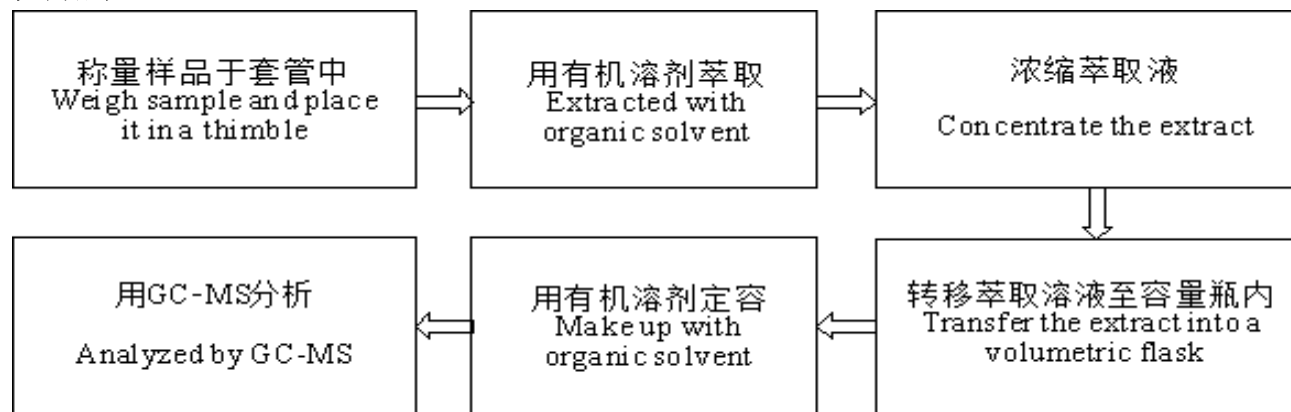 称量样品于套管中
Weigh sample and place
it in a thimble
用有机溶剂萃取
Extracted with
organic solvent
浓缩萃取液
Concentrate the extract
转移萃取溶液至容量瓶内
Transfer the extract into a
volumetric flask
用有机溶剂定容
Make up with
organic solvent
用GC-MS分析
Analyzed by GC-MS